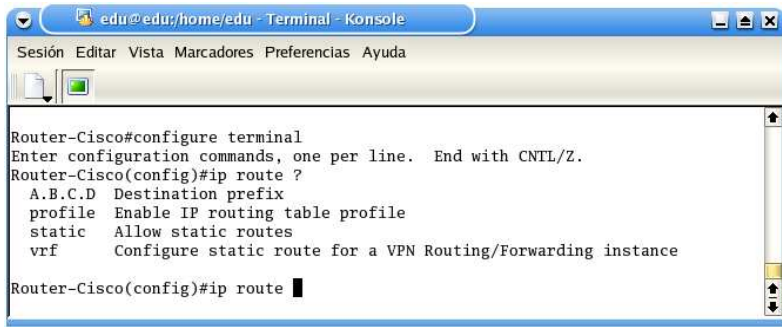 edu@edu:/home/edu - Terminal - Konsole
Sesión Editar Vista Marcadores Preferencias Ayuda
Router-Cisco#configure terminal
Enter configuration commands, one per line.  End with CNTL/Z.
Router-Cisco(config)#ip route ?
  A.B.C.D  Destination prefix
  profile  Enable IP routing table profile
  static   Allow static routes
  vrf      Configure static route for a VPN Routing/Forwarding instance
Router-Cisco(config)#ip route